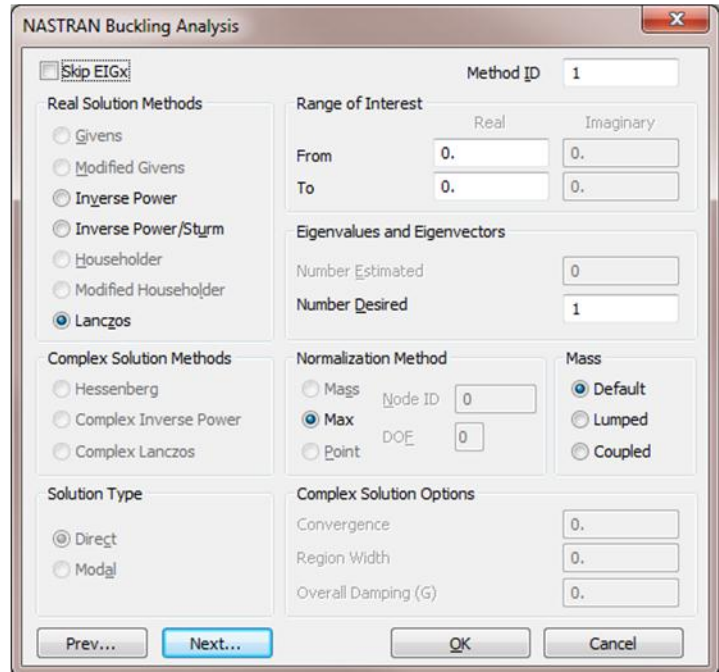 NASTRAN Buckling Analysis
Skip EIGx
Method ID 1
Real Solution Methods
Givens
Modified Givens
Inverse Power
Inverse Power/Sturm
Householder
Modified Householder
Lanczos
Range of Interest
Real Imaginary
From 0. 0.
To 0. 0.
Eigenvalues and Eigenvectors
Number Estimated 0
Number Desired 1
Complex Solution Methods
Hessenberg
Complex Inverse Power
Complex Lanczos
Normalization Method
Mass
Max
Point
Node ID 0
DOF 0
Mass
Default
Lumped
Coupled
Solution Type
Direct
Modal
Complex Solution Options
Convergence 0.
Region Width 0.
Overall Damping (G) 0.
Prev... Next... OK Cancel